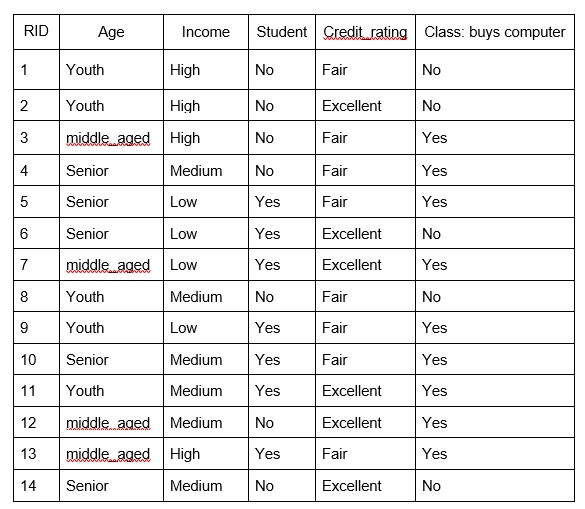 RID Age Income Student Credit_rating Class: buys computer
1 Youth High No Fair No
2 Youth High No Excellent No
3 middle_aged High No Fair Yes
4 Senior Medium No Fair Yes
5 Senior Low Yes Fair Yes
6 Senior Low Yes Excellent No
7 middle_aged Low Yes Excellent Yes
8 Youth Medium No Fair No
9 Youth Low Yes Fair Yes
10 Senior Medium Yes Fair Yes
11 Youth Medium Yes Excellent Yes
12 middle_aged Medium No Excellent Yes
13 middle_aged High Yes Fair Yes
14 Senior Medium No Excellent No